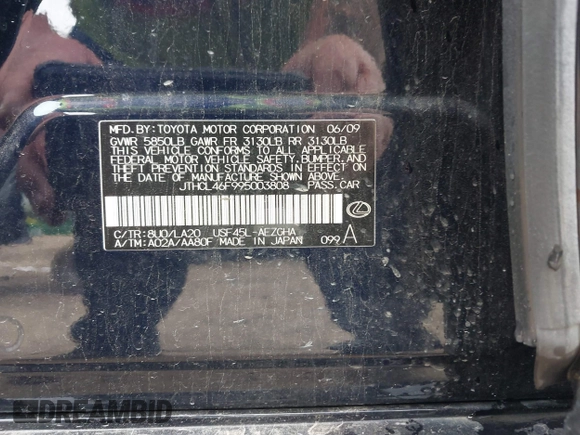 MFD. BY: TOYOTA MOTOR CORPORATION 06/09
GVWR 5850LB GAWR FR 3130LB RR 3130LB
THIS VEHICLE CONFORMS TO ALL APPLICABLE
FEDERAL MOTOR VEHICLE SAFETY, BUMPER, AND
THEFT PREVENTION STANDARDS IN EFFECT ON
THE DATE OF MANUFACTURE SHOWN ABOVE.
JTHCL46F995003808 PASS. CAR
C/TR: 8U0/LA20 USF45L-AEZGHA
A/TM: A02A/AA80F MADE IN JAPAN 099 A
DREAMBID